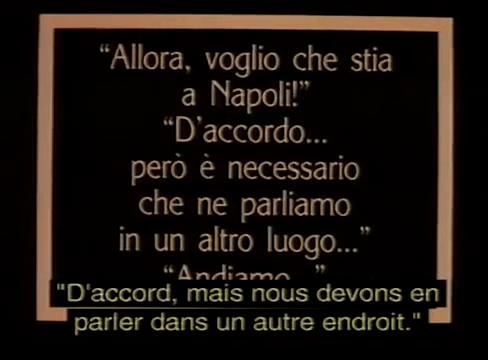 “Allora, voglio che stia
a Napoli!”
“D'accordo...
però è necessario
che ne parliamo
in un altro luogo...”
“Andiamo...”
"D'accord, mais nous devons en
parler dans un autre endroit."